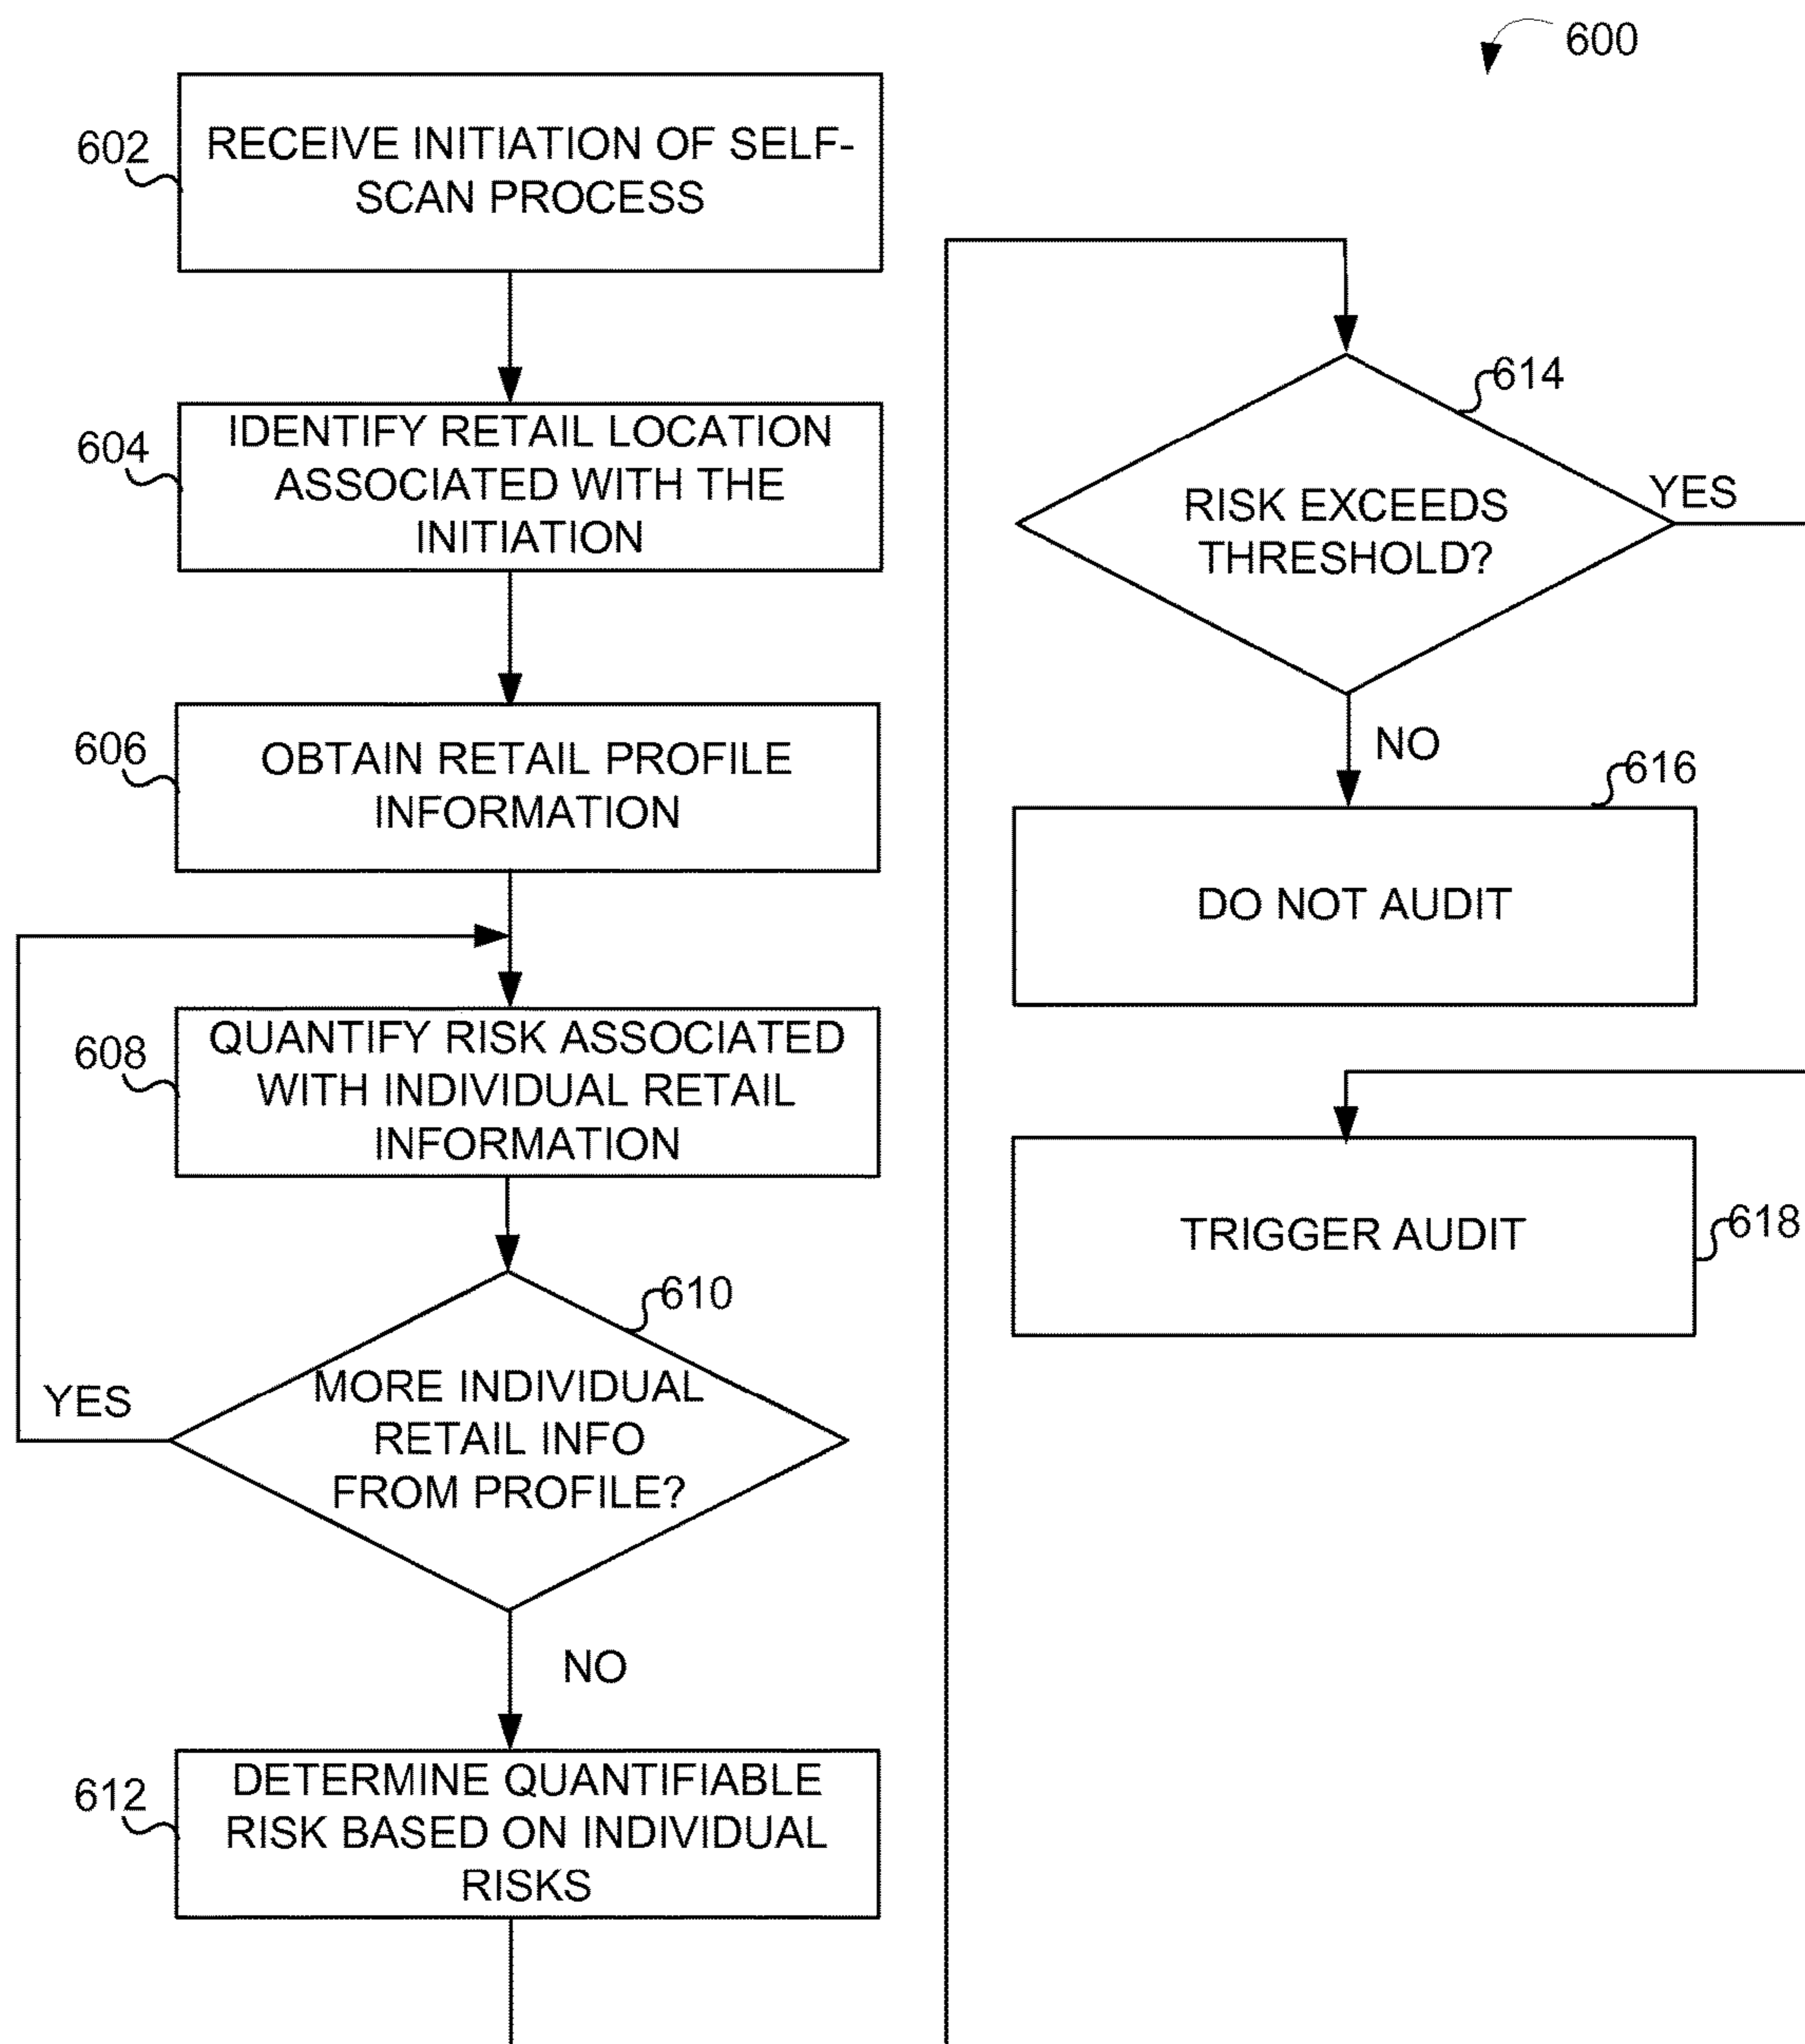 600
602
RECEIVE INITIATION OF SELF-
SCAN PROCESS
604
IDENTIFY RETAIL LOCATION
ASSOCIATED WITH THE
INITIATION
606
OBTAIN RETAIL PROFILE
INFORMATION
608
QUANTIFY RISK ASSOCIATED
WITH INDIVIDUAL RETAIL
INFORMATION
610
MORE INDIVIDUAL
RETAIL INFO
FROM PROFILE?
YES
NO
612
DETERMINE QUANTIFIABLE
RISK BASED ON INDIVIDUAL
RISKS
614
RISK EXCEEDS
THRESHOLD?
YES
NO
616
DO NOT AUDIT
TRIGGER AUDIT
618